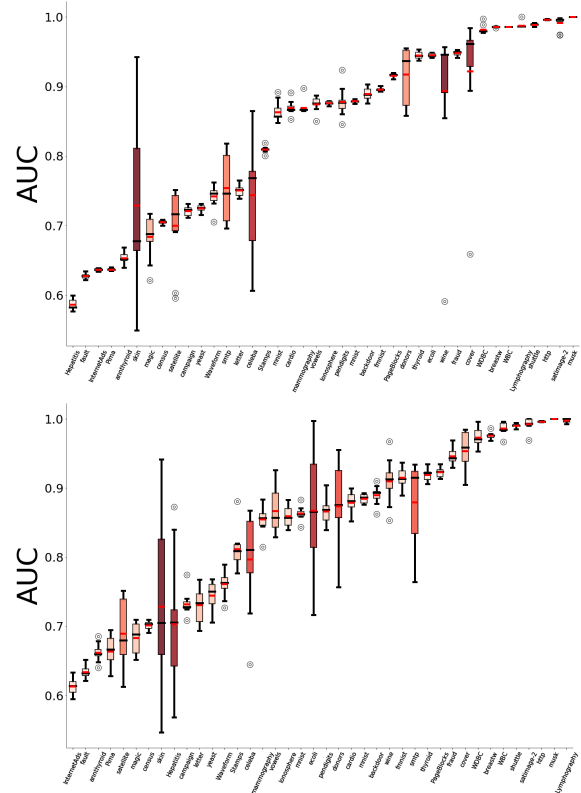 1.0
0.9
0.8
0.7
0.6
AUC
Hepatitis
fault
InternetAds
Pima
annthyroid
skin
magic
census
satellite
campaign
yeast
Waveform
smtp
letter
celeba
Stamps
mnist
cardio
mammography
vowels
Ionosphere
pendigits
mnist
backdoor
fmnist
PageBlocks
donors
thyroid
ecoli
wine
fraud
cover
WDBC
breastw
WBC
Lymphography
shuttle
http
satimage-2
musk
1.0
0.9
0.8
0.7
0.6
AUC
InternetAds
fault
annthyroid
Pima
satellite
magic
census
skin
Hepatitis
campaign
letter
yeast
Waveform
Stamps
celeba
mammography
vowels
Ionosphere
mnist
ecoli
pendigits
donors
cardio
mnist
backdoor
wine
fmnist
smtp
thyroid
PageBlocks
fraud
cover
WDBC
breastw
WBC
shuttle
satimage-2
http
musk
Lymphography